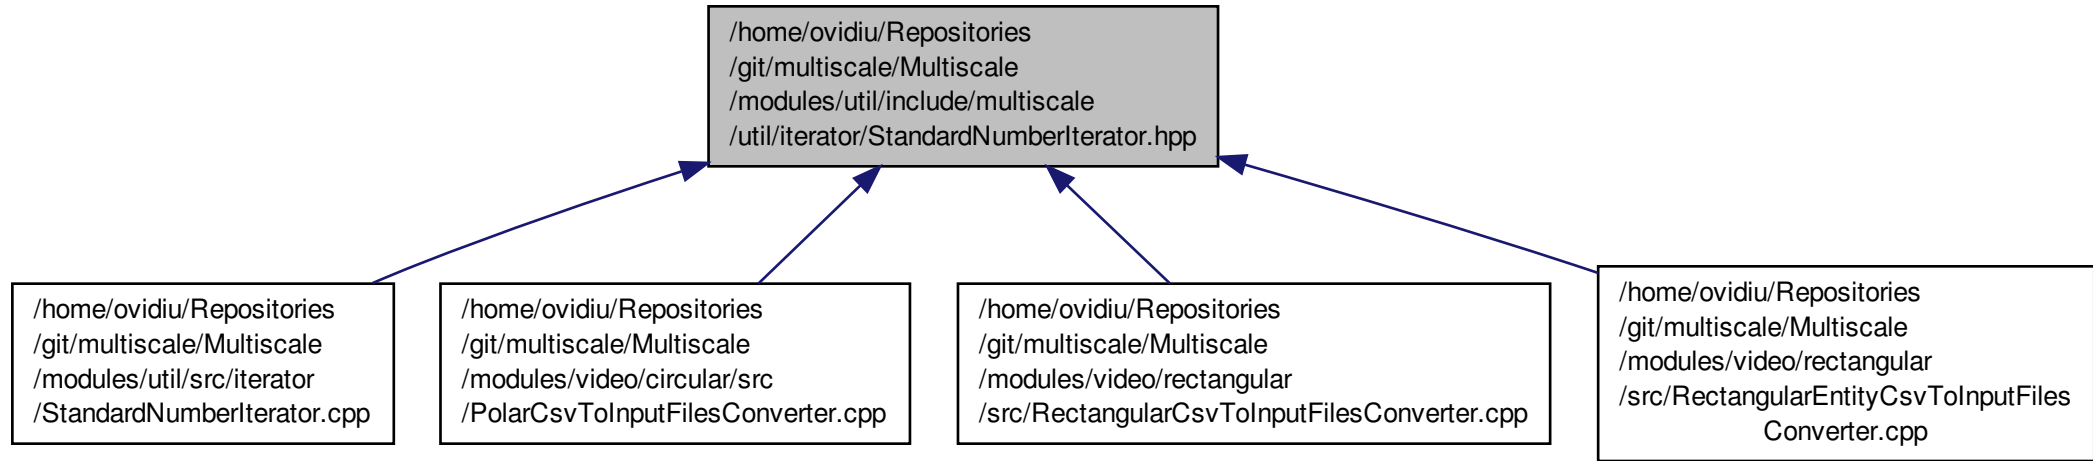 /home/ovidiu/Repositories
/git/multiscale/Multiscale
/modules/util/include/multiscale
/util/iterator/StandardNumberIterator.hpp
/home/ovidiu/Repositories
/git/multiscale/Multiscale
/modules/util/src/iterator
/StandardNumberIterator.cpp
/home/ovidiu/Repositories
/git/multiscale/Multiscale
/modules/video/circular/src
/PolarCsvToInputFilesConverter.cpp
/home/ovidiu/Repositories
/git/multiscale/Multiscale
/modules/video/rectangular
/src/RectangularCsvToInputFilesConverter.cpp
/home/ovidiu/Repositories
/git/multiscale/Multiscale
/modules/video/rectangular
/src/RectangularEntityCsvToInputFiles
Converter.cpp